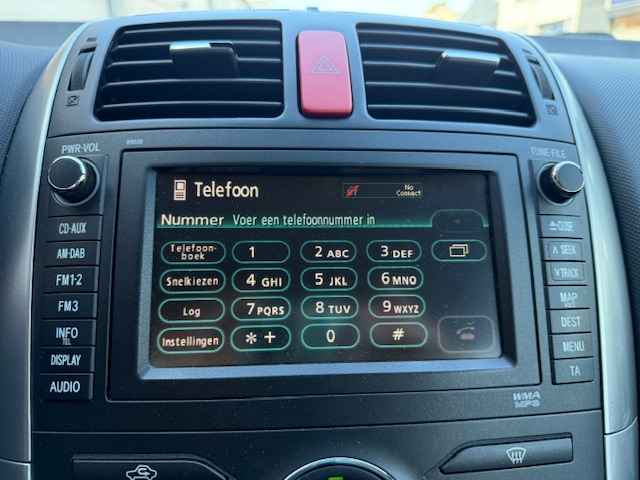 PWR•VOL
TUNE•FILE
CD•AUX
AM•DAB
FM1•2
FM3
INFO
TEL
DISPLAY
AUDIO
Telefoon
No
Connect
Nummer Voer een telefoonnummer in
Telefoon-
boek
1
2 ABC
3 DEF
Snelkiezen
4 GHI
5 JKL
6 MNO
Log
7 PQRS
8 TUV
9 WXYZ
Instellingen
* +
0
#
CLOSE
∧ SEEK
∨ TRACK
MAP
DEST
MENU
TA
WMA
MP3